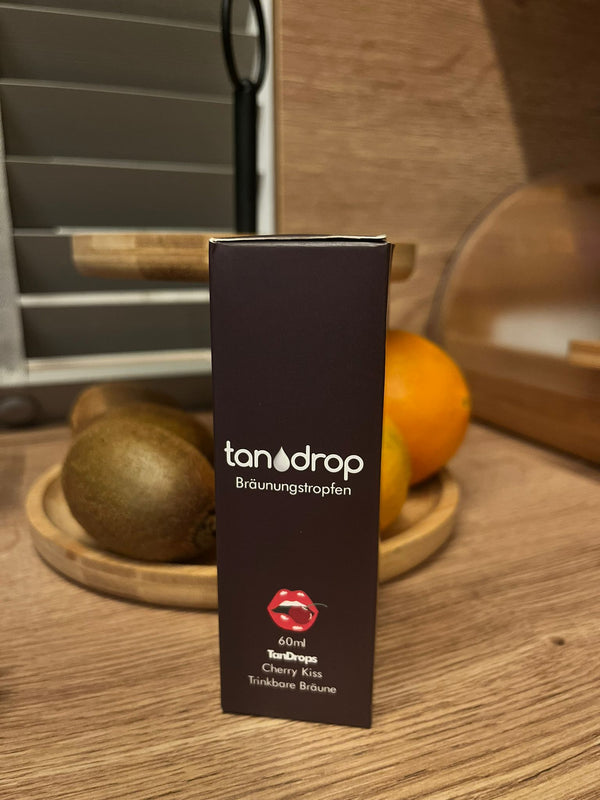 tandrop
Bräunungstropfen
60ml
TanDrops
Cherry Kiss
Trinkbare Bräune